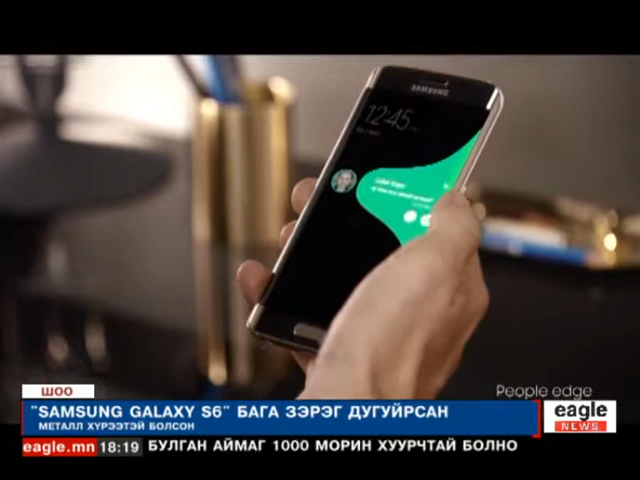 SAMSUNG
12:45
People edge
ШОО
"SAMSUNG GALAXY S6" БАГА ЗЭРЭГ ДУГУЙРСАН
МЕТАЛЛ ХҮРЭЭТЭЙ БОЛСОН
eagle
NEWS
eagle.mn 18:19 БУЛГАН АЙМАГ 1000 МОРИН ХУУРЧТАЙ БОЛНО